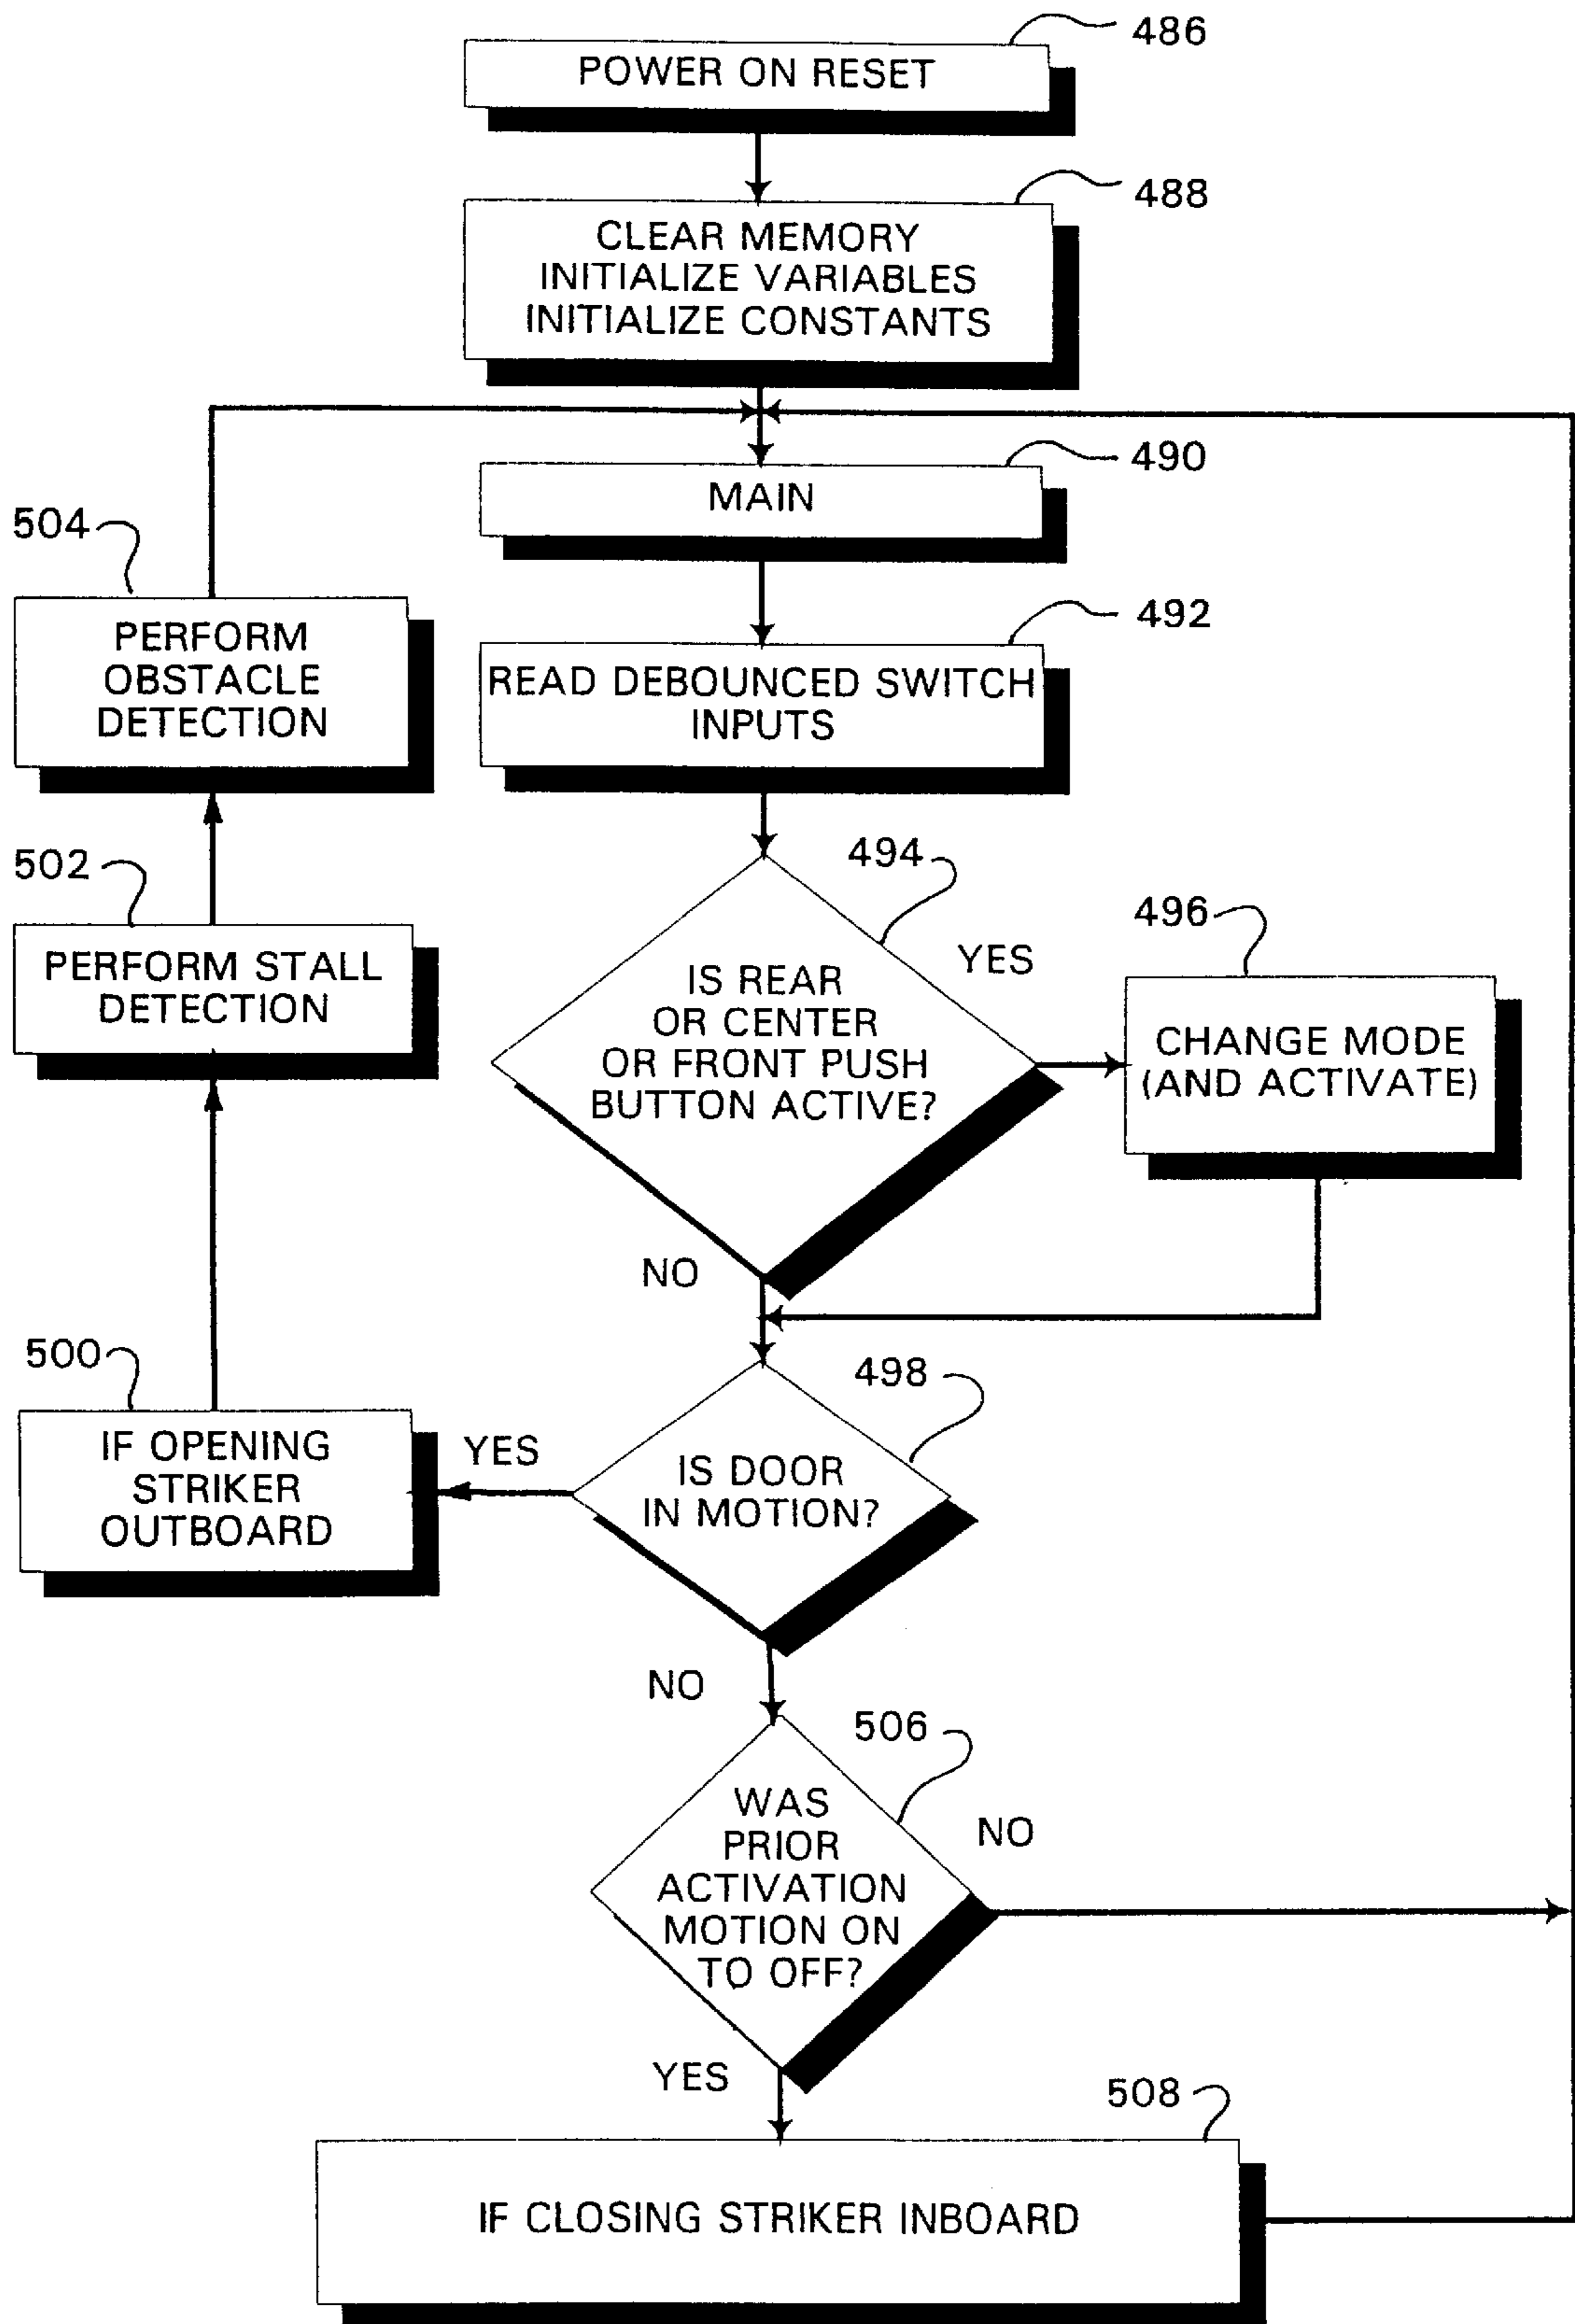 486
POWER ON RESET
488
CLEAR MEMORY
INITIALIZE VARIABLES
INITIALIZE CONSTANTS
490
MAIN
504
PERFORM
OBSTACLE
DETECTION
492
READ DEBOUNCED SWITCH
INPUTS
494
502
PERFORM STALL
DETECTION
IS REAR
OR CENTER
OR FRONT PUSH
BUTTON ACTIVE?
YES
496
CHANGE MODE
(AND ACTIVATE)
NO
500
IF OPENING
STRIKER
OUTBOARD
YES
498
IS DOOR
IN MOTION?
NO
506
WAS
PRIOR
ACTIVATION
MOTION ON
TO OFF?
NO
YES
508
IF CLOSING STRIKER INBOARD